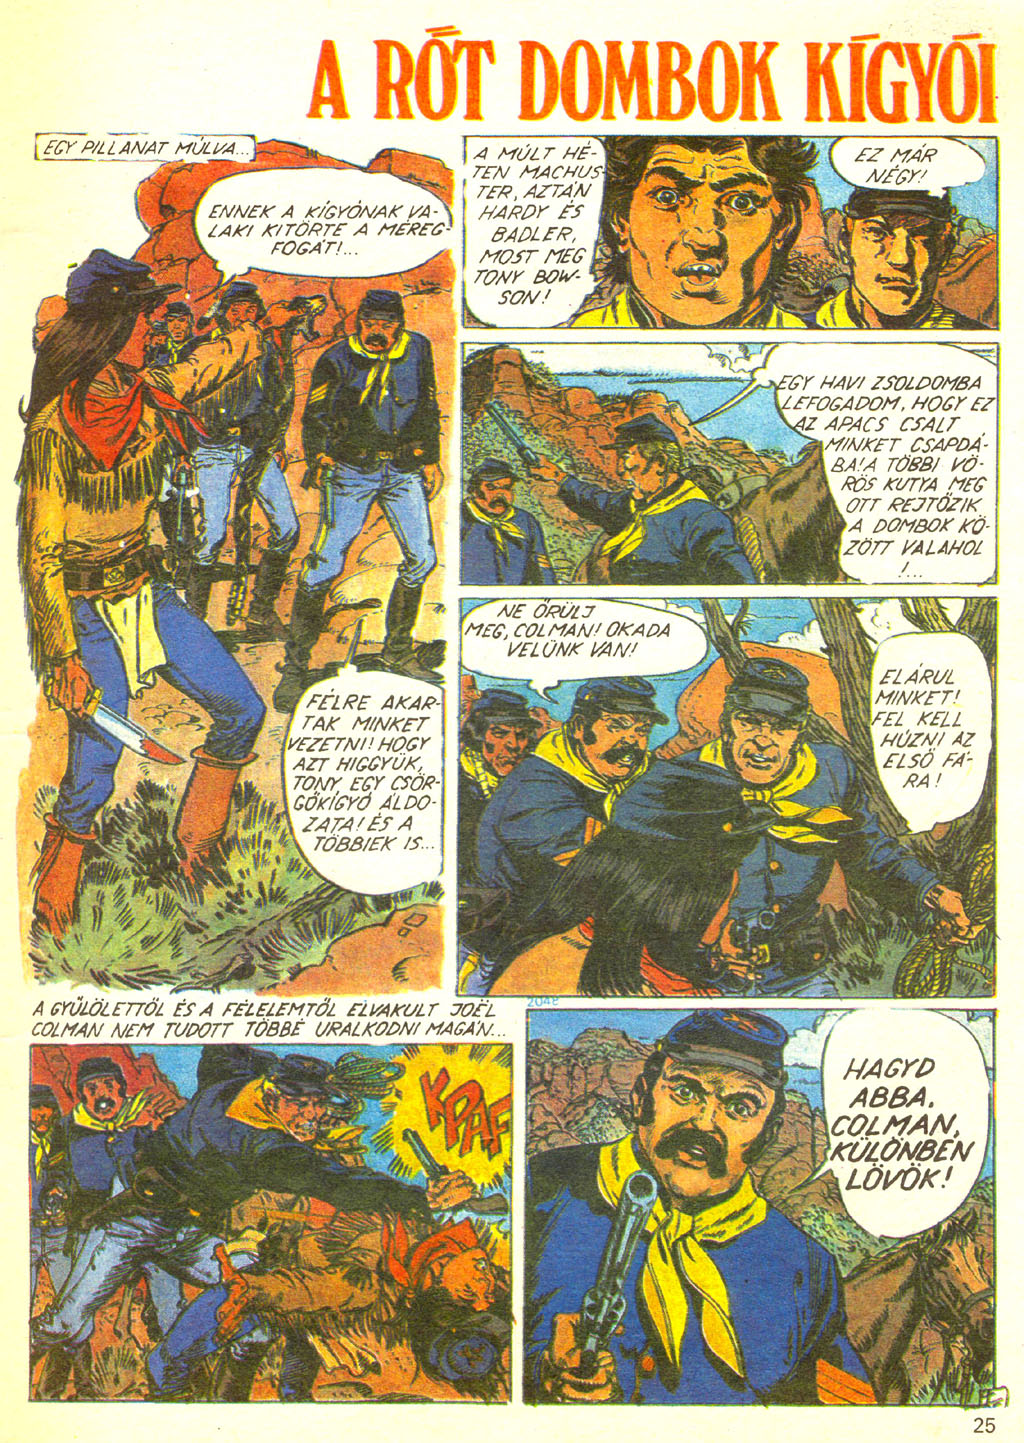 A RŐT DOMBOK KÍGYÓI
EGY PILLANAT MÚLVA...
ENNEK A KÍGYÓNAK VA-
LAKI KITÖRTE A MÉREG-
FOGÁT!...
FÉLRE AKAR-
TAK MINKET
VEZETNI! HOGY
AZT HIGGYÜK,
TONY EGY CSÖR-
GŐKÍGYÓ ÁLDO-
ZATA! ÉS A
TÖBBIEK IS...
A MÚLT HÉ-
TEN MACHUS-
TER, AZTÁN
HARDY ÉS
BADLER,
MOST MEG
TONY BOW-
SON!
EZ MÁR
NÉGY!
EGY HAVI ZSOLDOMBA
LEFOGADOM, HOGY EZ
AZ APACS CSALT
MINKET CSAPDÁ-
BA! A TÖBBI VÖ-
RÖS KUTYA MEG
OTT REJTŐZIK
A DOMBOK KÖ-
ZÖTT VALAHOL
!...
NE ŐRÜLJ
MEG, COLMAN! OKADA
VELÜNK VAN!
ELÁRUL
MINKET!
FEL KELL
HÚZNI AZ
ELSŐ FÁ-
RA!
2048
A GYŰLÖLETTŐL ÉS A FÉLELEMTŐL ELVAKULT JOËL
COLMAN NEM TUDOTT TÖBBÉ URALKODNI MAGÁN...
KPAF
HAGYD
ABBA,
COLMAN,
KÜLÖNBEN
LÖVÖK!
25